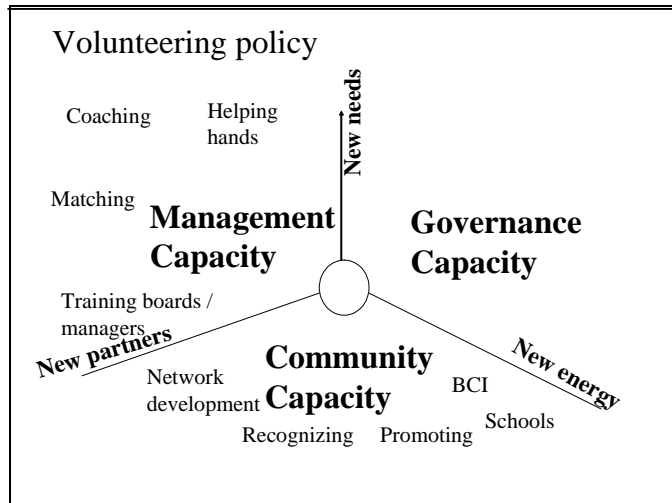 Volunteering policy
Coaching
Helping
hands
New needs
Matching
Management
Capacity
Governance
Capacity
Training boards /
managers
New partners
Community
Capacity
New energy
Network
development
BCI
Schools
Recognizing
Promoting